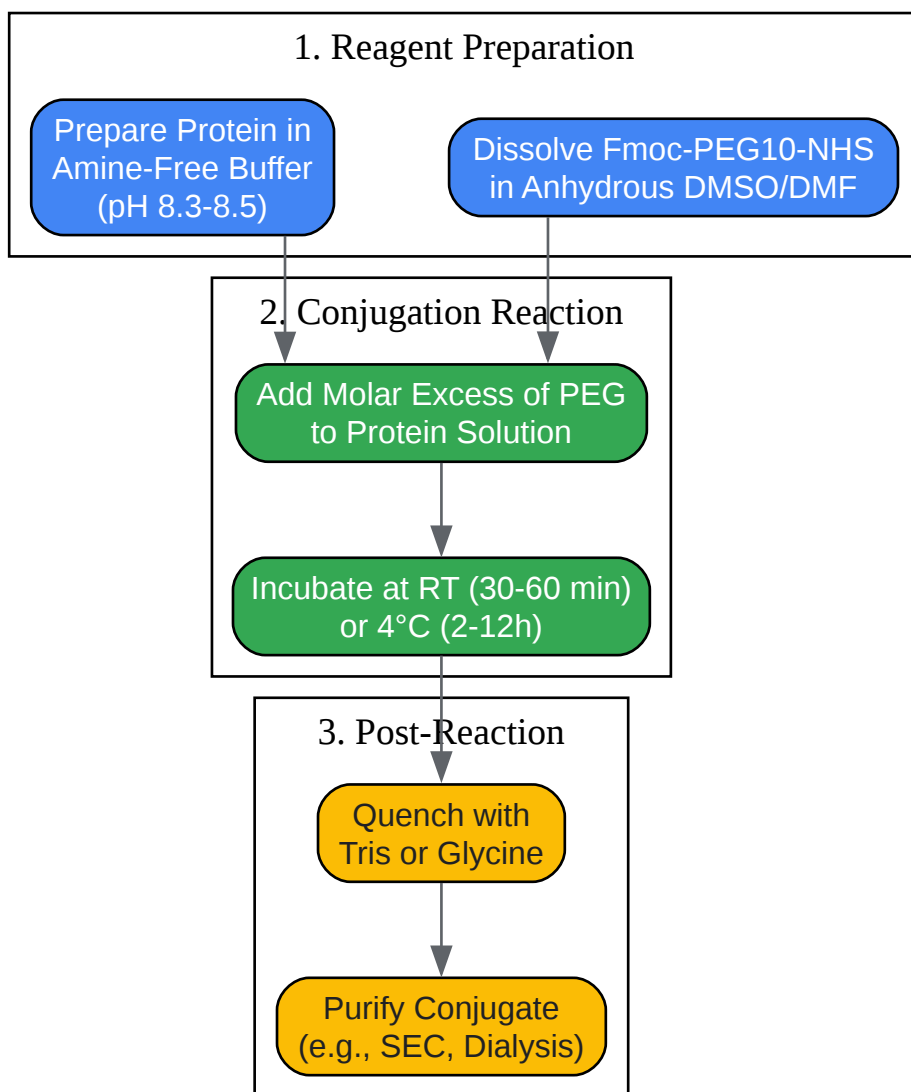 1. Reagent Preparation
Prepare Protein in
Amine-Free Buffer
(pH 8.3-8.5)
Dissolve Fmoc-PEG10-NHS
in Anhydrous DMSO/DMF
2. Conjugation Reaction
Add Molar Excess of PEG
to Protein Solution
Incubate at RT (30-60 min)
or 4°C (2-12h)
3. Post-Reaction
Quench with
Tris or Glycine
Purify Conjugate
(e.g., SEC, Dialysis)